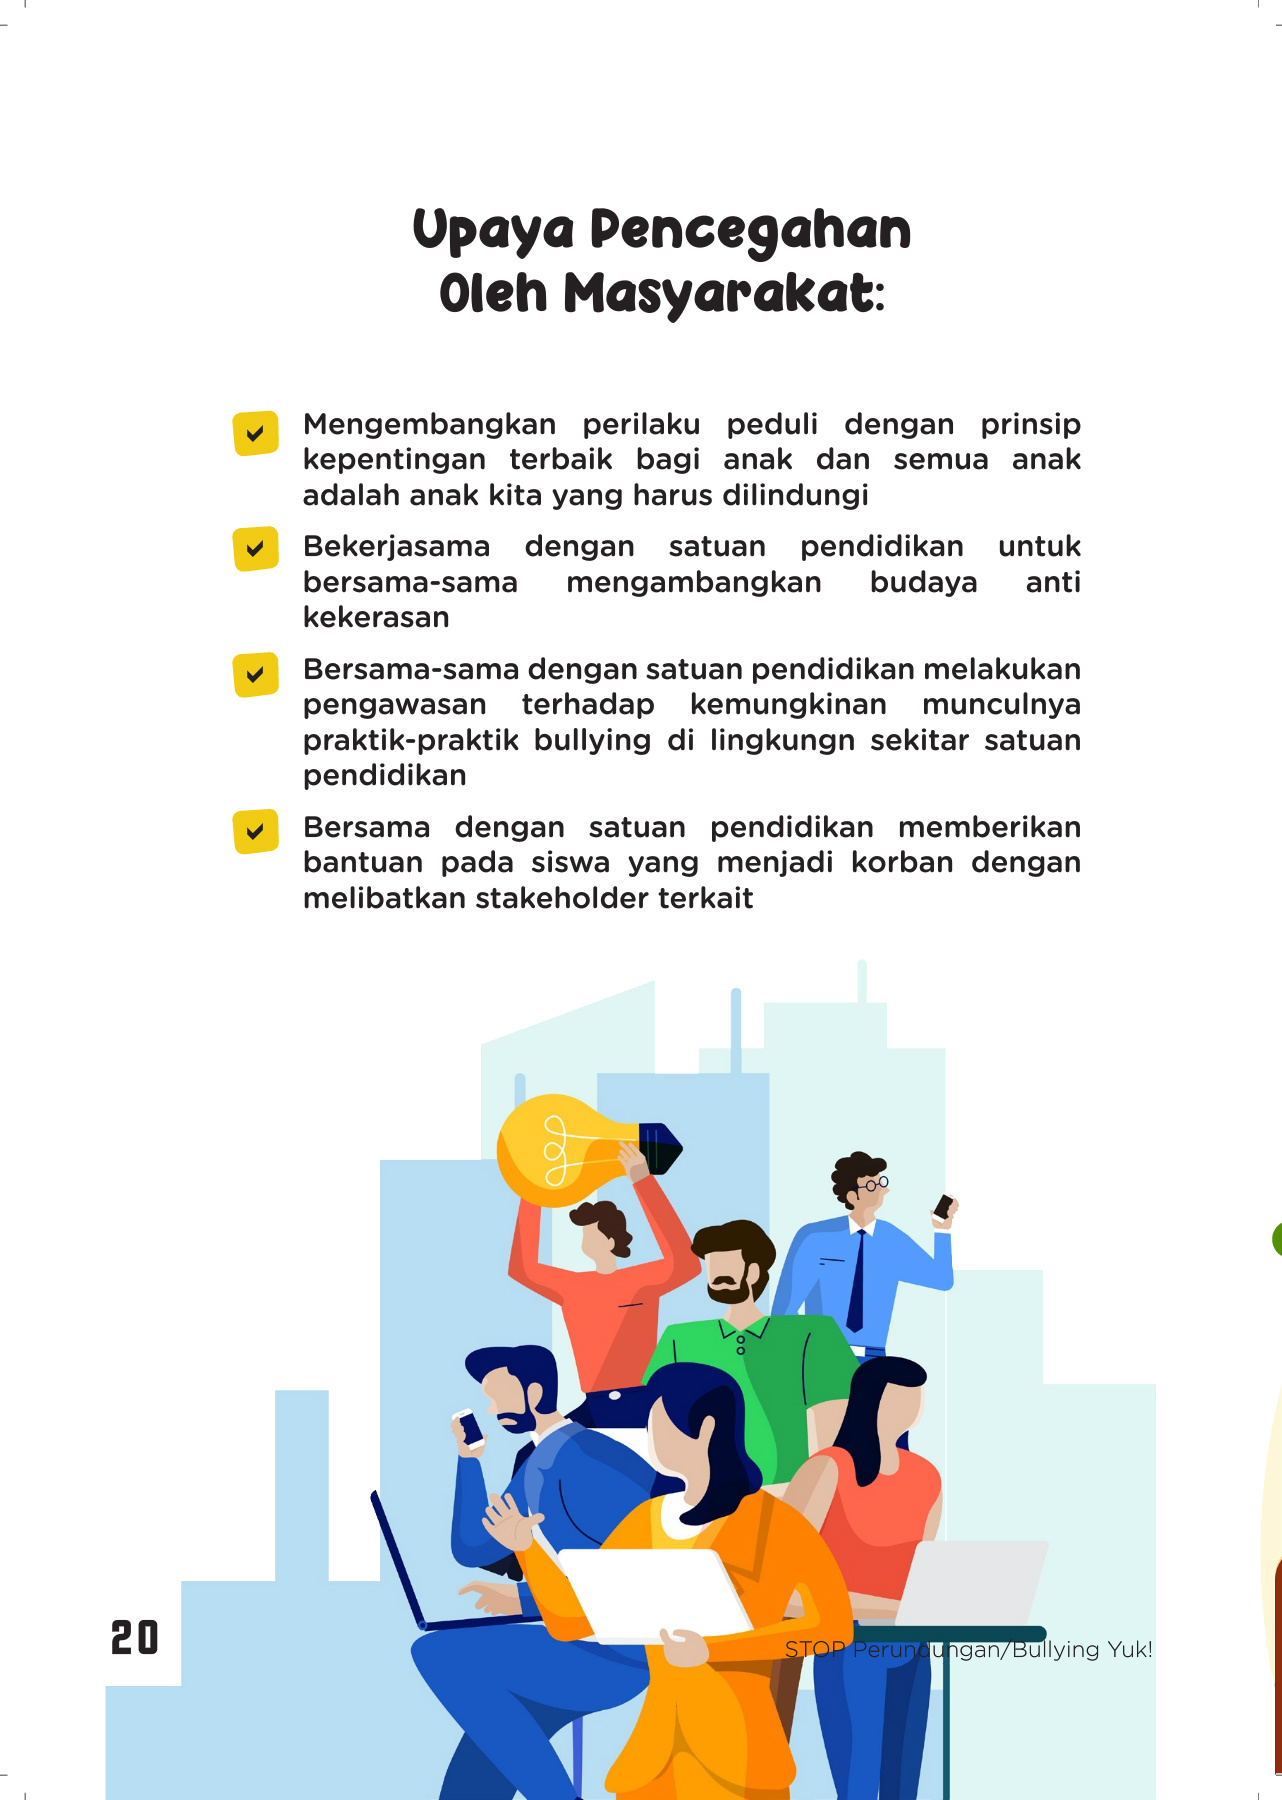 Upaya Pencegahan
Oleh Masyarakat:
Mengembangkan perilaku peduli dengan prinsip
kepentingan terbaik bagi anak dan semua anak
adalah anak kita yang harus dilindungi
Bekerjasama dengan satuan pendidikan untuk
bersama-sama mengambangkan budaya anti
kekerasan
Bersama-sama dengan satuan pendidikan melakukan
pengawasan terhadap kemungkinan munculnya
praktik-praktik bullying di lingkungn sekitar satuan
pendidikan
Bersama dengan satuan pendidikan memberikan
bantuan pada siswa yang menjadi korban dengan
melibatkan stakeholder terkait
20
STOP Perundungan/Bullying Yuk!